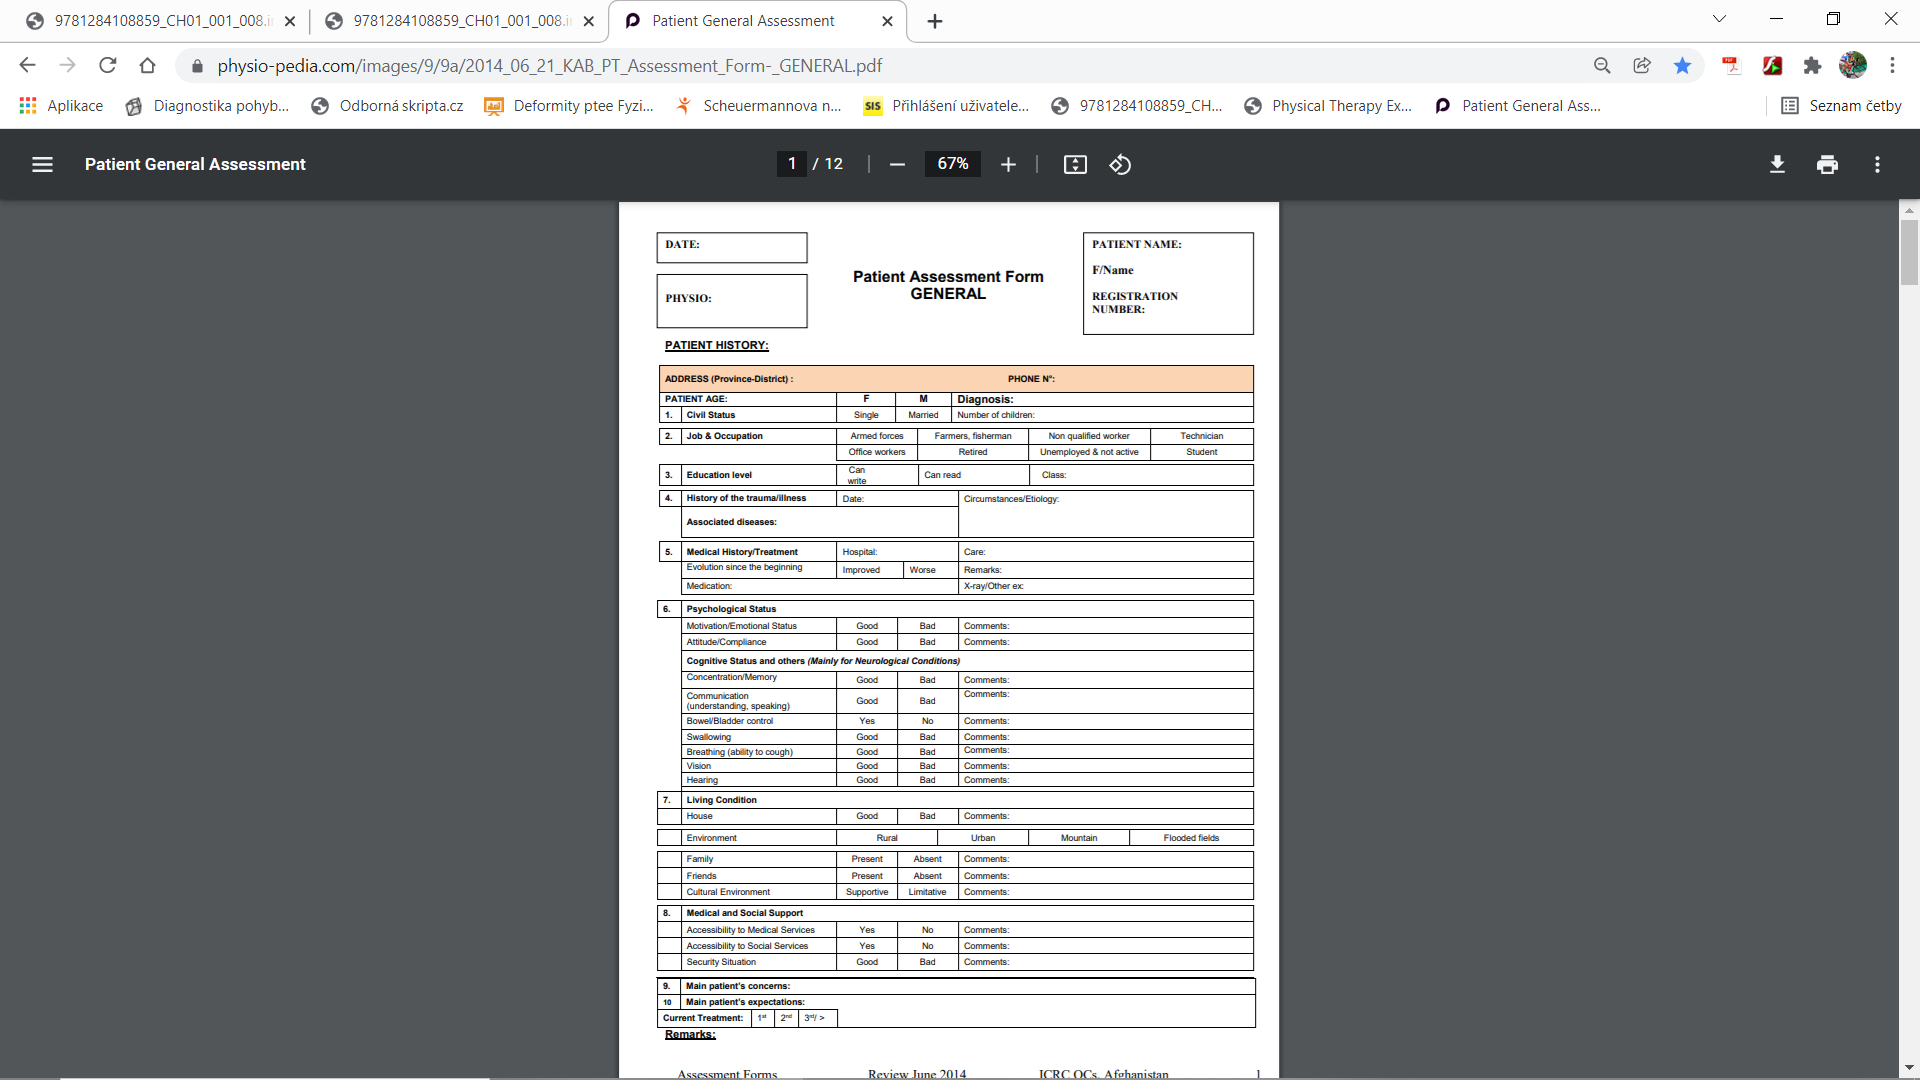 9781284108859_CH01_001_008.i
9781284108859_CH01_001_008.i
Patient General Assessment
physio-pedia.com/images/9/9a/2014_06_21_KAB_PT_Assessment_Form-_GENERAL.pdf
Aplikace Diagnostika pohyb... Odborná skripta.cz Deformity ptee Fyzi... Scheuermannova n... SIS Přihlášení uživatele... 9781284108859_CH... Physical Therapy Ex... Patient General Ass... Seznam četby
Patient General Assessment 1 / 12 67%
DATE:
PHYSIO:
Patient Assessment Form
GENERAL
PATIENT NAME:
F/Name
REGISTRATION
NUMBER:
PATIENT HISTORY:
ADDRESS (Province-District) : PHONE N°:
PATIENT AGE: F M Diagnosis:
1. Civil Status Single Married Number of children:
2. Job & Occupation Armed forces Farmers, fisherman Non qualified worker Technician
Office workers Retired Unemployed & not active Student
3. Education level Can write Can read Class:
4. History of the trauma/illness Date: Circumstances/Etiology:
Associated diseases:
5. Medical History/Treatment Hospital: Care:
Evolution since the beginning Improved Worse Remarks:
Medication: X-ray/Other ex:
6. Psychological Status
Motivation/Emotional Status Good Bad Comments:
Attitude/Compliance Good Bad Comments:
Cognitive Status and others (Mainly for Neurological Conditions)
Concentration/Memory Good Bad Comments:
Communication
(understanding, speaking) Good Bad Comments:
Bowel/Bladder control Yes No Comments:
Swallowing Good Bad Comments:
Breathing (ability to cough) Good Bad Comments:
Vision Good Bad Comments:
Hearing Good Bad Comments:
7. Living Condition
House Good Bad Comments:
Environment Rural Urban Mountain Flooded fields
Family Present Absent Comments:
Friends Present Absent Comments:
Cultural Environment Supportive Limitative Comments:
8. Medical and Social Support
Accessibility to Medical Services Yes No Comments:
Accessibility to Social Services Yes No Comments:
Security Situation Good Bad Comments:
9. Main patient's concerns:
10 Main patient's expectations:
Current Treatment: 1st 2nd 3rd/ >
Remarks:
Assessment Forms Review June 2014 ICRC OCs, Afghanistan 1